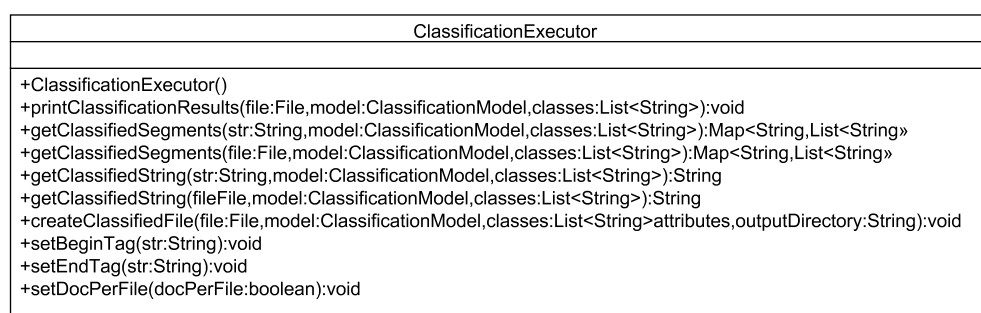 ClassificationExecutor
+ClassificationExecutor()
+printClassificationResults(file:File,model:ClassificationModel,classes:List<String>):void
+getClassifiedSegments(str:String,model:ClassificationModel,classes:List<String>):Map<String,List<String»
+getClassifiedSegments(file:File,model:ClassificationModel,classes:List<String>):Map<String,List<String»
+getClassifiedString(str:String,model:ClassificationModel,classes:List<String>):String
+getClassifiedString(fileFile,model:ClassificationModel,classes:List<String>):String
+createClassifiedFile(file:File,model:ClassificationModel,classes:List<String>attributes,outputDirectory:String):void
+setBeginTag(str:String):void
+setEndTag(str:String):void
+setDocPerFile(docPerFile:boolean):void